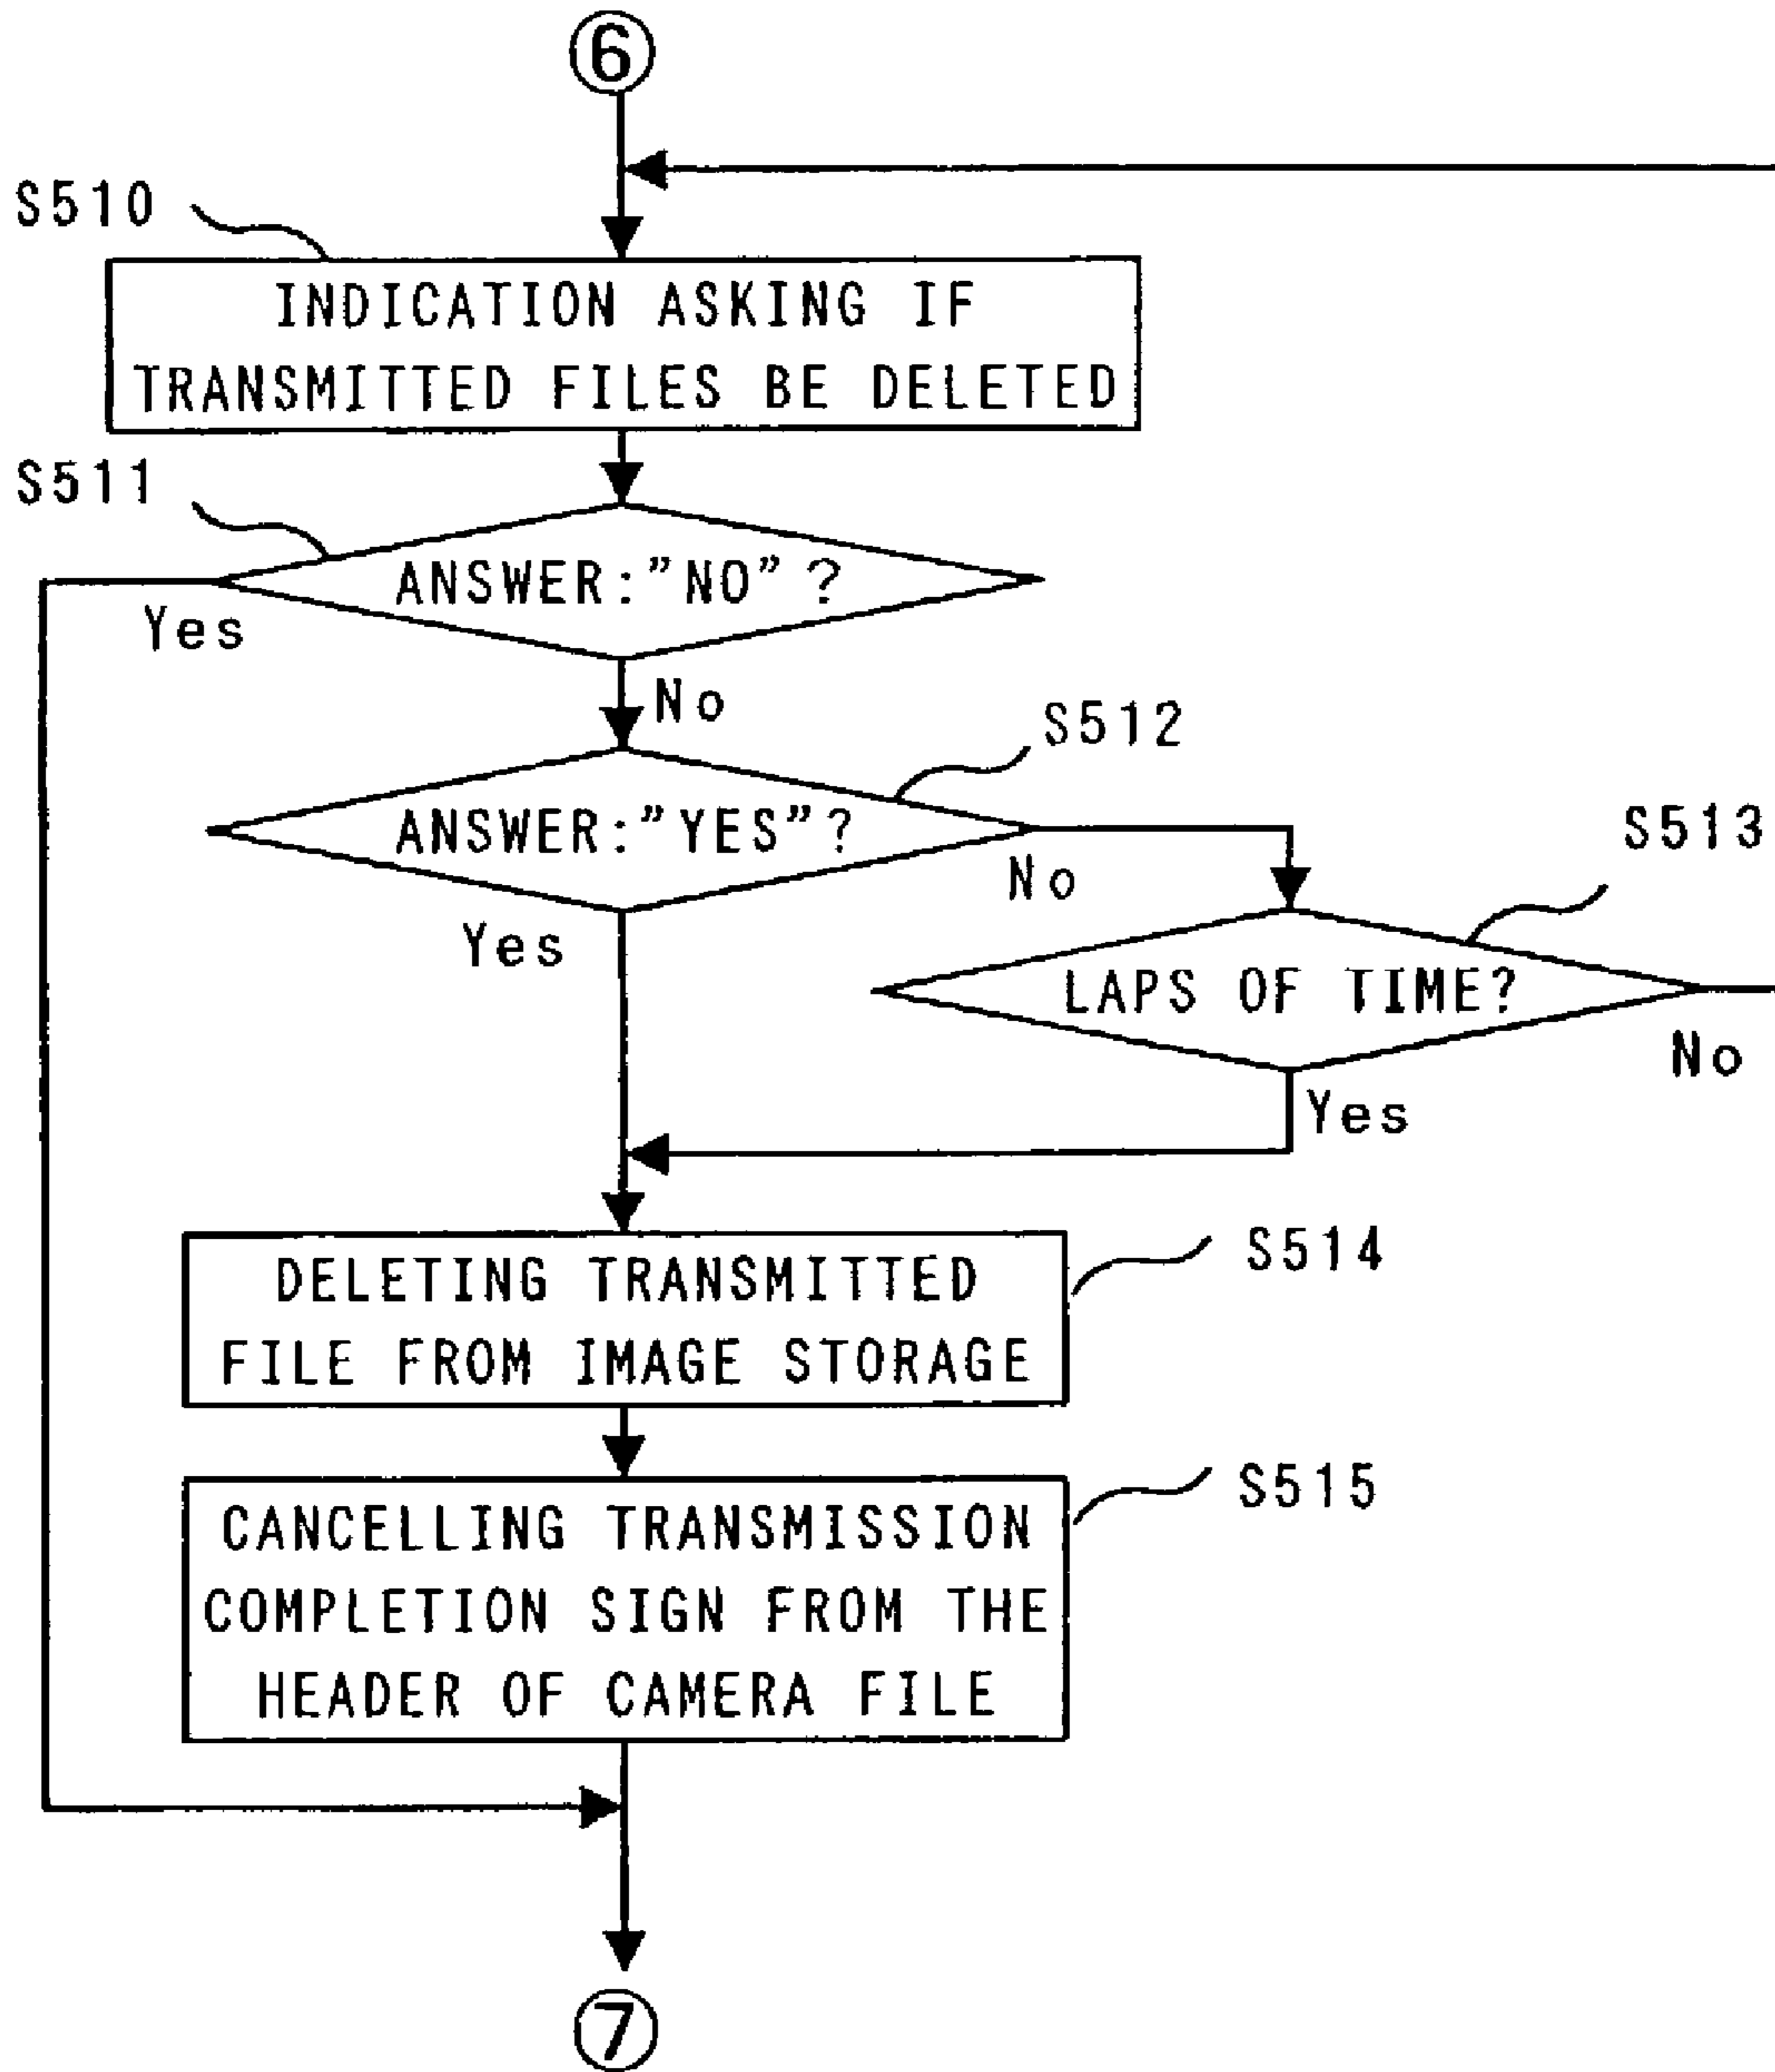 ⑥
S510
INDICATION ASKING IF
TRANSMITTED FILES BE DELETED
S511
ANSWER:"NO"?
Yes
No
S512
ANSWER:"YES"?
No
Yes
S513
LAPS OF TIME?
No
Yes
S514
DELETING TRANSMITTED
FILE FROM IMAGE STORAGE
S515
CANCELLING TRANSMISSION
COMPLETION SIGN FROM THE
HEADER OF CAMERA FILE
⑦